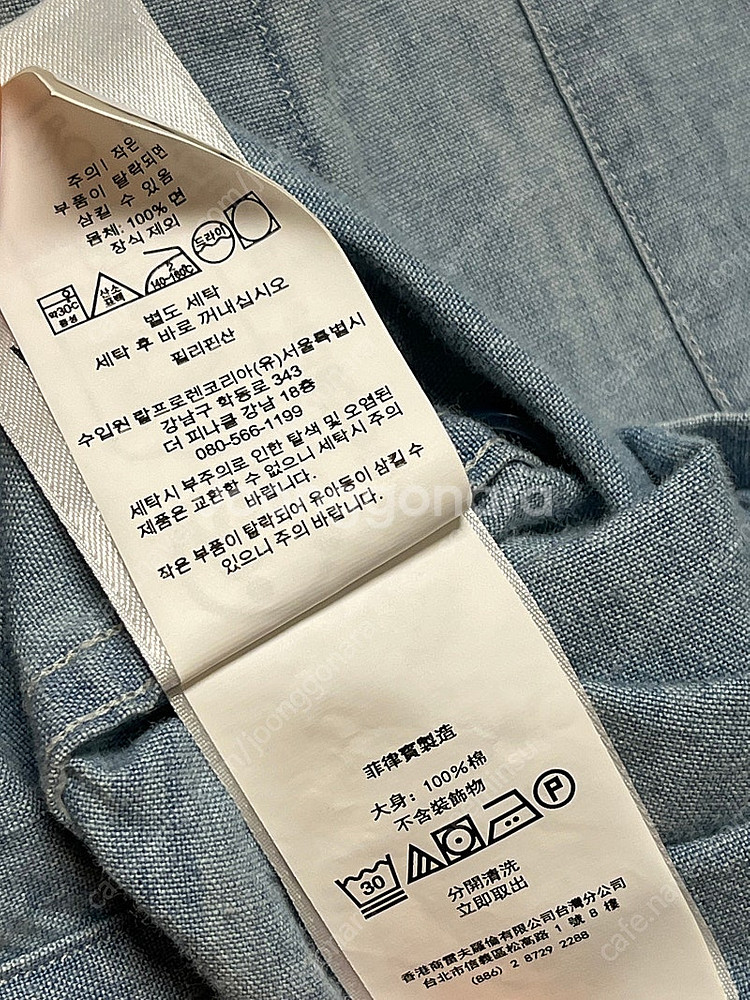 주의! 작은
부품이 탈락되면
삼킬 수 있음
몸체: 100% 면
장식 제외
약30℃
중성
산소
표백
140~160℃
드라이
별도 세탁
세탁 후 바로 꺼내십시오
필리핀산
수입원 랄프로렌코리아(유)서울특별시
강남구 학동로 343
더 피나클 강남 18층
080-566-1199
세탁시 부주의로 인한 탈색 및 오염된
제품은 교환할 수 없으니 세탁시 주의
바랍니다.
작은 부품이 탈락되어 유아동이 삼킬 수
있으니 주의 바랍니다.
joonggonara
菲律賓製造
大身: 100%棉
不含裝飾物
30
P
分開清洗
立即取出
香港商雷夫羅倫有限公司台灣分公司
台北市信義區松高路 1 號 8 樓
(886) 2 8729 2288